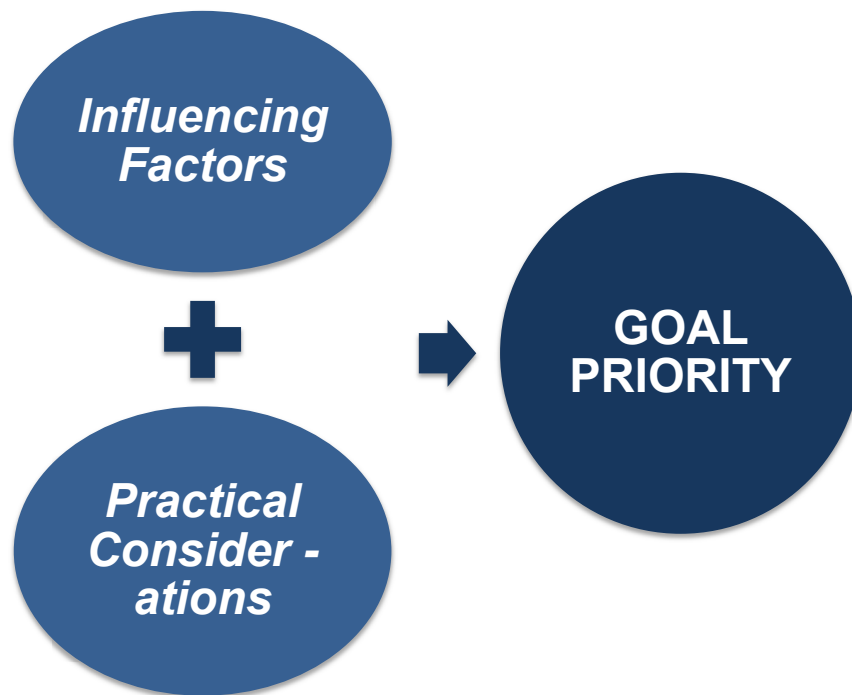 Influencing
Factors
Practical
Consider -
ations
GOAL
PRIORITY